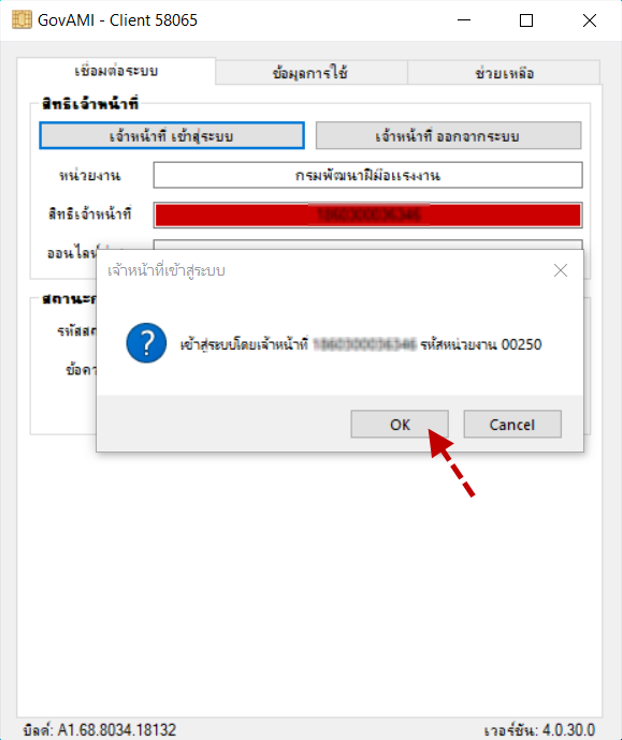 GovAMI - Client 58065
เชื่อมต่อระบบ ข้อมูลการใช้ ช่วยเหลือ
สิทธิเจ้าหน้าที่
เจ้าหน้าที่ เข้าสู่ระบบ เจ้าหน้าที่ ออกจากระบบ
หน่วยงาน กรมพัฒนาฝีมือแรงงาน
สิทธิเจ้าหน้าที่
เจ้าหน้าที่เข้าสู่ระบบ
เข้าสู่ระบบโดยเจ้าหน้าที่ รหัสหน่วยงาน 00250
OK Cancel
บิลด์: A1.68.8034.18132 เวอร์ชัน: 4.0.30.0